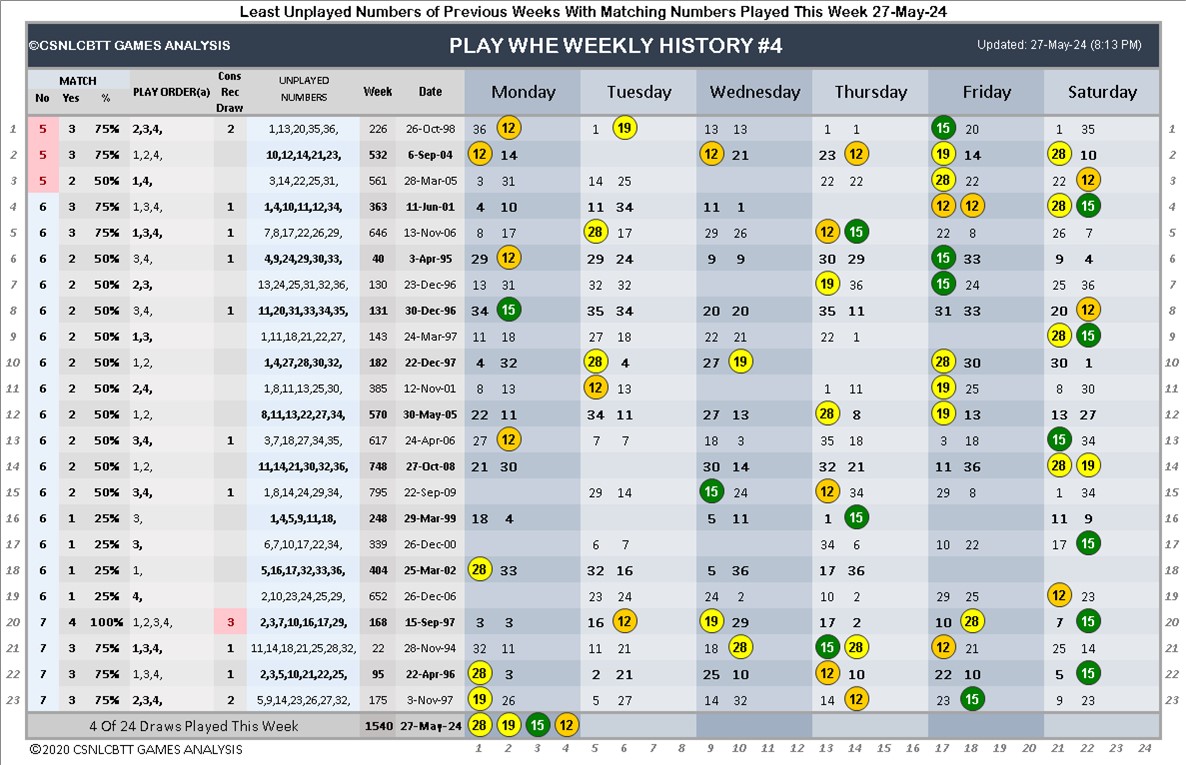 Least Unplayed Numbers of Previous Weeks With Matching Numbers Played This Week 27-May-24
©CSNLCBTT GAMES ANALYSIS PLAY WHE WEEKLY HISTORY #4 Updated: 27-May-24 (8:13 PM)
MATCH Cons UNPLAYED
No Yes % PLAY ORDER(a) Rec NUMBERS Week Date Monday Tuesday Wednesday Thursday Friday Saturday
Draw
1 5 3 75% 2,3,4, 2 1,13,20,35,36, 226 26-Oct-98 36 12 1 19 13 13 1 1 15 20 1 35 1
2 5 3 75% 1,2,4, 10,12,14,21,23, 532 6-Sep-04 12 14 12 21 23 12 19 14 28 10 2
3 5 2 50% 1,4, 3,14,22,25,31, 561 28-Mar-05 3 31 14 25 22 22 28 22 22 12 3
4 6 3 75% 1,3,4, 1 1,4,10,11,12,34, 363 11-Jun-01 4 10 11 34 11 1 12 12 28 15 4
5 6 3 75% 1,3,4, 1 7,8,17,22,26,29, 646 13-Nov-06 8 17 28 17 29 26 12 15 22 8 26 7 5
6 6 2 50% 3,4, 1 4,9,24,29,30,33, 40 3-Apr-95 29 12 29 24 9 9 30 29 15 33 9 4 6
7 6 2 50% 2,3, 13,24,25,31,32,36, 130 23-Dec-96 13 31 32 32 19 36 15 24 25 36 7
8 6 2 50% 3,4, 1 11,20,31,33,34,35, 131 30-Dec-96 34 15 35 34 20 20 35 11 31 33 20 12 8
9 6 2 50% 1,3, 1,11,18,21,22,27, 143 24-Mar-97 11 18 27 18 22 21 22 1 28 15 9
10 6 2 50% 1,2, 1,4,27,28,30,32, 182 22-Dec-97 4 32 28 4 27 19 28 30 30 1 10
11 6 2 50% 2,4, 1,8,11,13,25,30, 385 12-Nov-01 8 13 12 13 1 11 19 25 8 30 11
12 6 2 50% 1,2, 8,11,13,22,27,34, 570 30-May-05 22 11 34 11 27 13 28 8 19 13 13 27 12
13 6 2 50% 3,4, 1 3,7,18,27,34,35, 617 24-Apr-06 27 12 7 7 18 3 35 18 3 18 15 34 13
14 6 2 50% 1,2, 11,14,21,30,32,36, 748 27-Oct-08 21 30 30 14 32 21 11 36 28 19 14
15 6 2 50% 3,4, 1 1,8,14,24,29,34, 795 22-Sep-09 29 14 15 24 12 34 29 8 1 34 15
16 6 1 25% 3, 1,4,5,9,11,18, 248 29-Mar-99 18 4 5 11 1 15 11 9 16
17 6 1 25% 3, 6,7,10,17,22,34, 339 26-Dec-00 6 7 34 6 10 22 17 15 17
18 6 1 25% 1, 5,16,17,32,33,36, 404 25-Mar-02 28 33 32 16 5 36 17 36 18
19 6 1 25% 4, 2,10,23,24,25,29, 652 26-Dec-06 23 24 24 2 10 2 29 25 12 23 19
20 7 4 100% 1,2,3,4, 3 2,3,7,10,16,17,29, 168 15-Sep-97 3 3 16 12 19 29 17 2 10 28 7 15 20
21 7 3 75% 1,3,4, 1 11,14,18,21,25,28,32, 22 28-Nov-94 32 11 11 21 18 28 15 28 12 21 25 14 21
22 7 3 75% 1,3,4, 1 2,3,5,10,21,22,25, 95 22-Apr-96 28 3 2 21 25 10 12 10 22 10 5 15 22
23 7 3 75% 2,3,4, 2 5,9,14,23,26,27,32, 175 3-Nov-97 19 26 5 27 14 32 14 12 23 15 9 23 23
4 Of 24 Draws Played This Week 1540 27-May-24 28 19 15 12
©2020 CSNLCBTT GAMES ANALYSIS 1 2 3 4 5 6 7 8 9 10 11 12 13 14 15 16 17 18 19 20 21 22 23 24